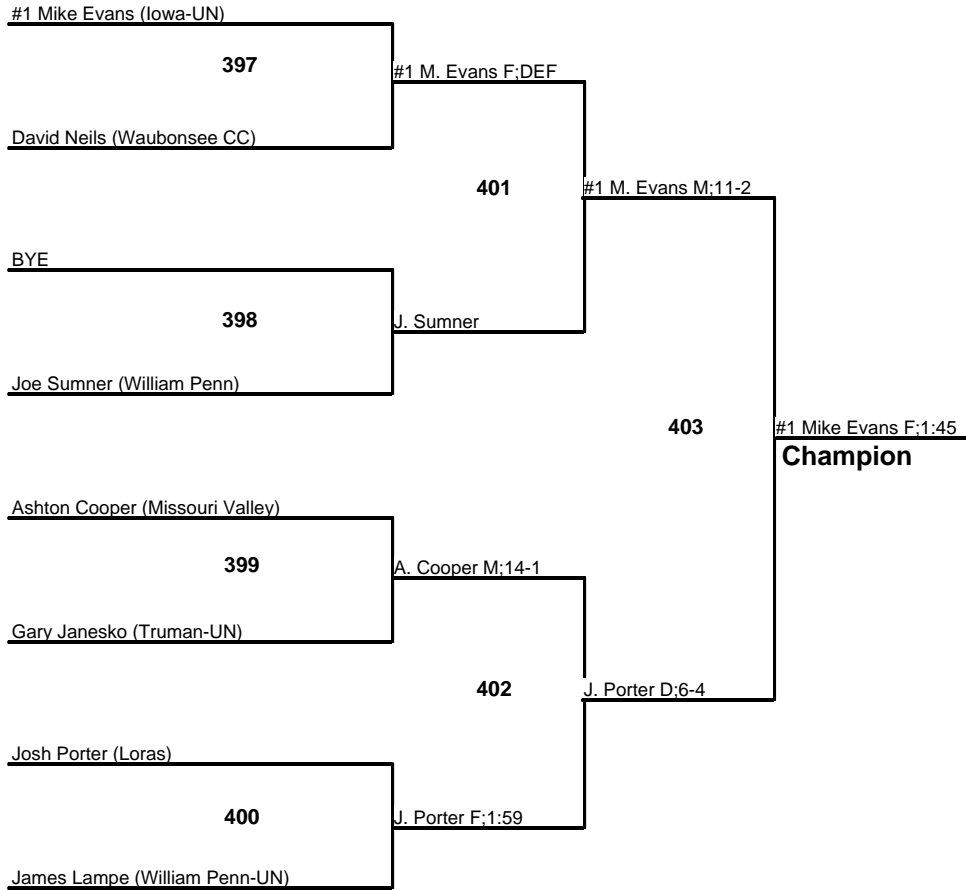 #1 Mike Evans (Iowa-UN)
397
#1 M. Evans F;DEF
David Neils (Waubonsee CC)
401
#1 M. Evans M;11-2
BYE
398
J. Sumner
Joe Sumner (William Penn)
403
#1 Mike Evans F;1:45
Champion
Ashton Cooper (Missouri Valley)
399
A. Cooper M;14-1
Gary Janesko (Truman-UN)
402
J. Porter D;6-4
Josh Porter (Loras)
400
J. Porter F;1:59
James Lampe (William Penn-UN)